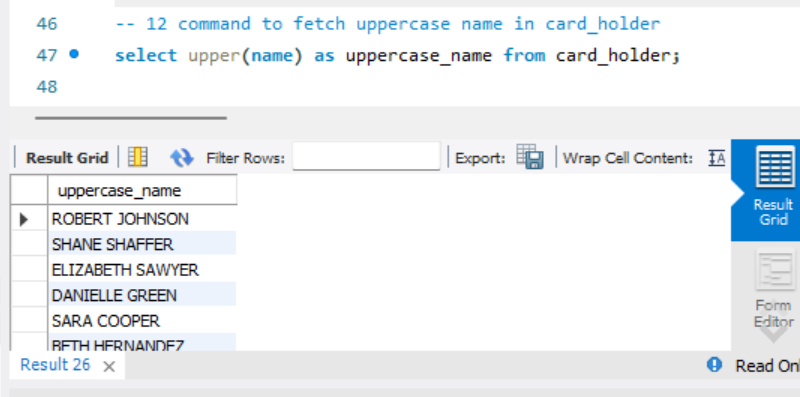 46 -- 12 command to fetch uppercase name in card_holder
47 select upper(name) as uppercase_name from card_holder;
48
Result Grid Filter Rows: Export: Wrap Cell Content: IA
uppercase_name
ROBERT JOHNSON
SHANE SHAFFER
ELIZABETH SAWYER
DANIELLE GREEN
SARA COOPER
BETH HERNANDEZ
Result
Grid
Form
Editor
Result 26 Read Onl